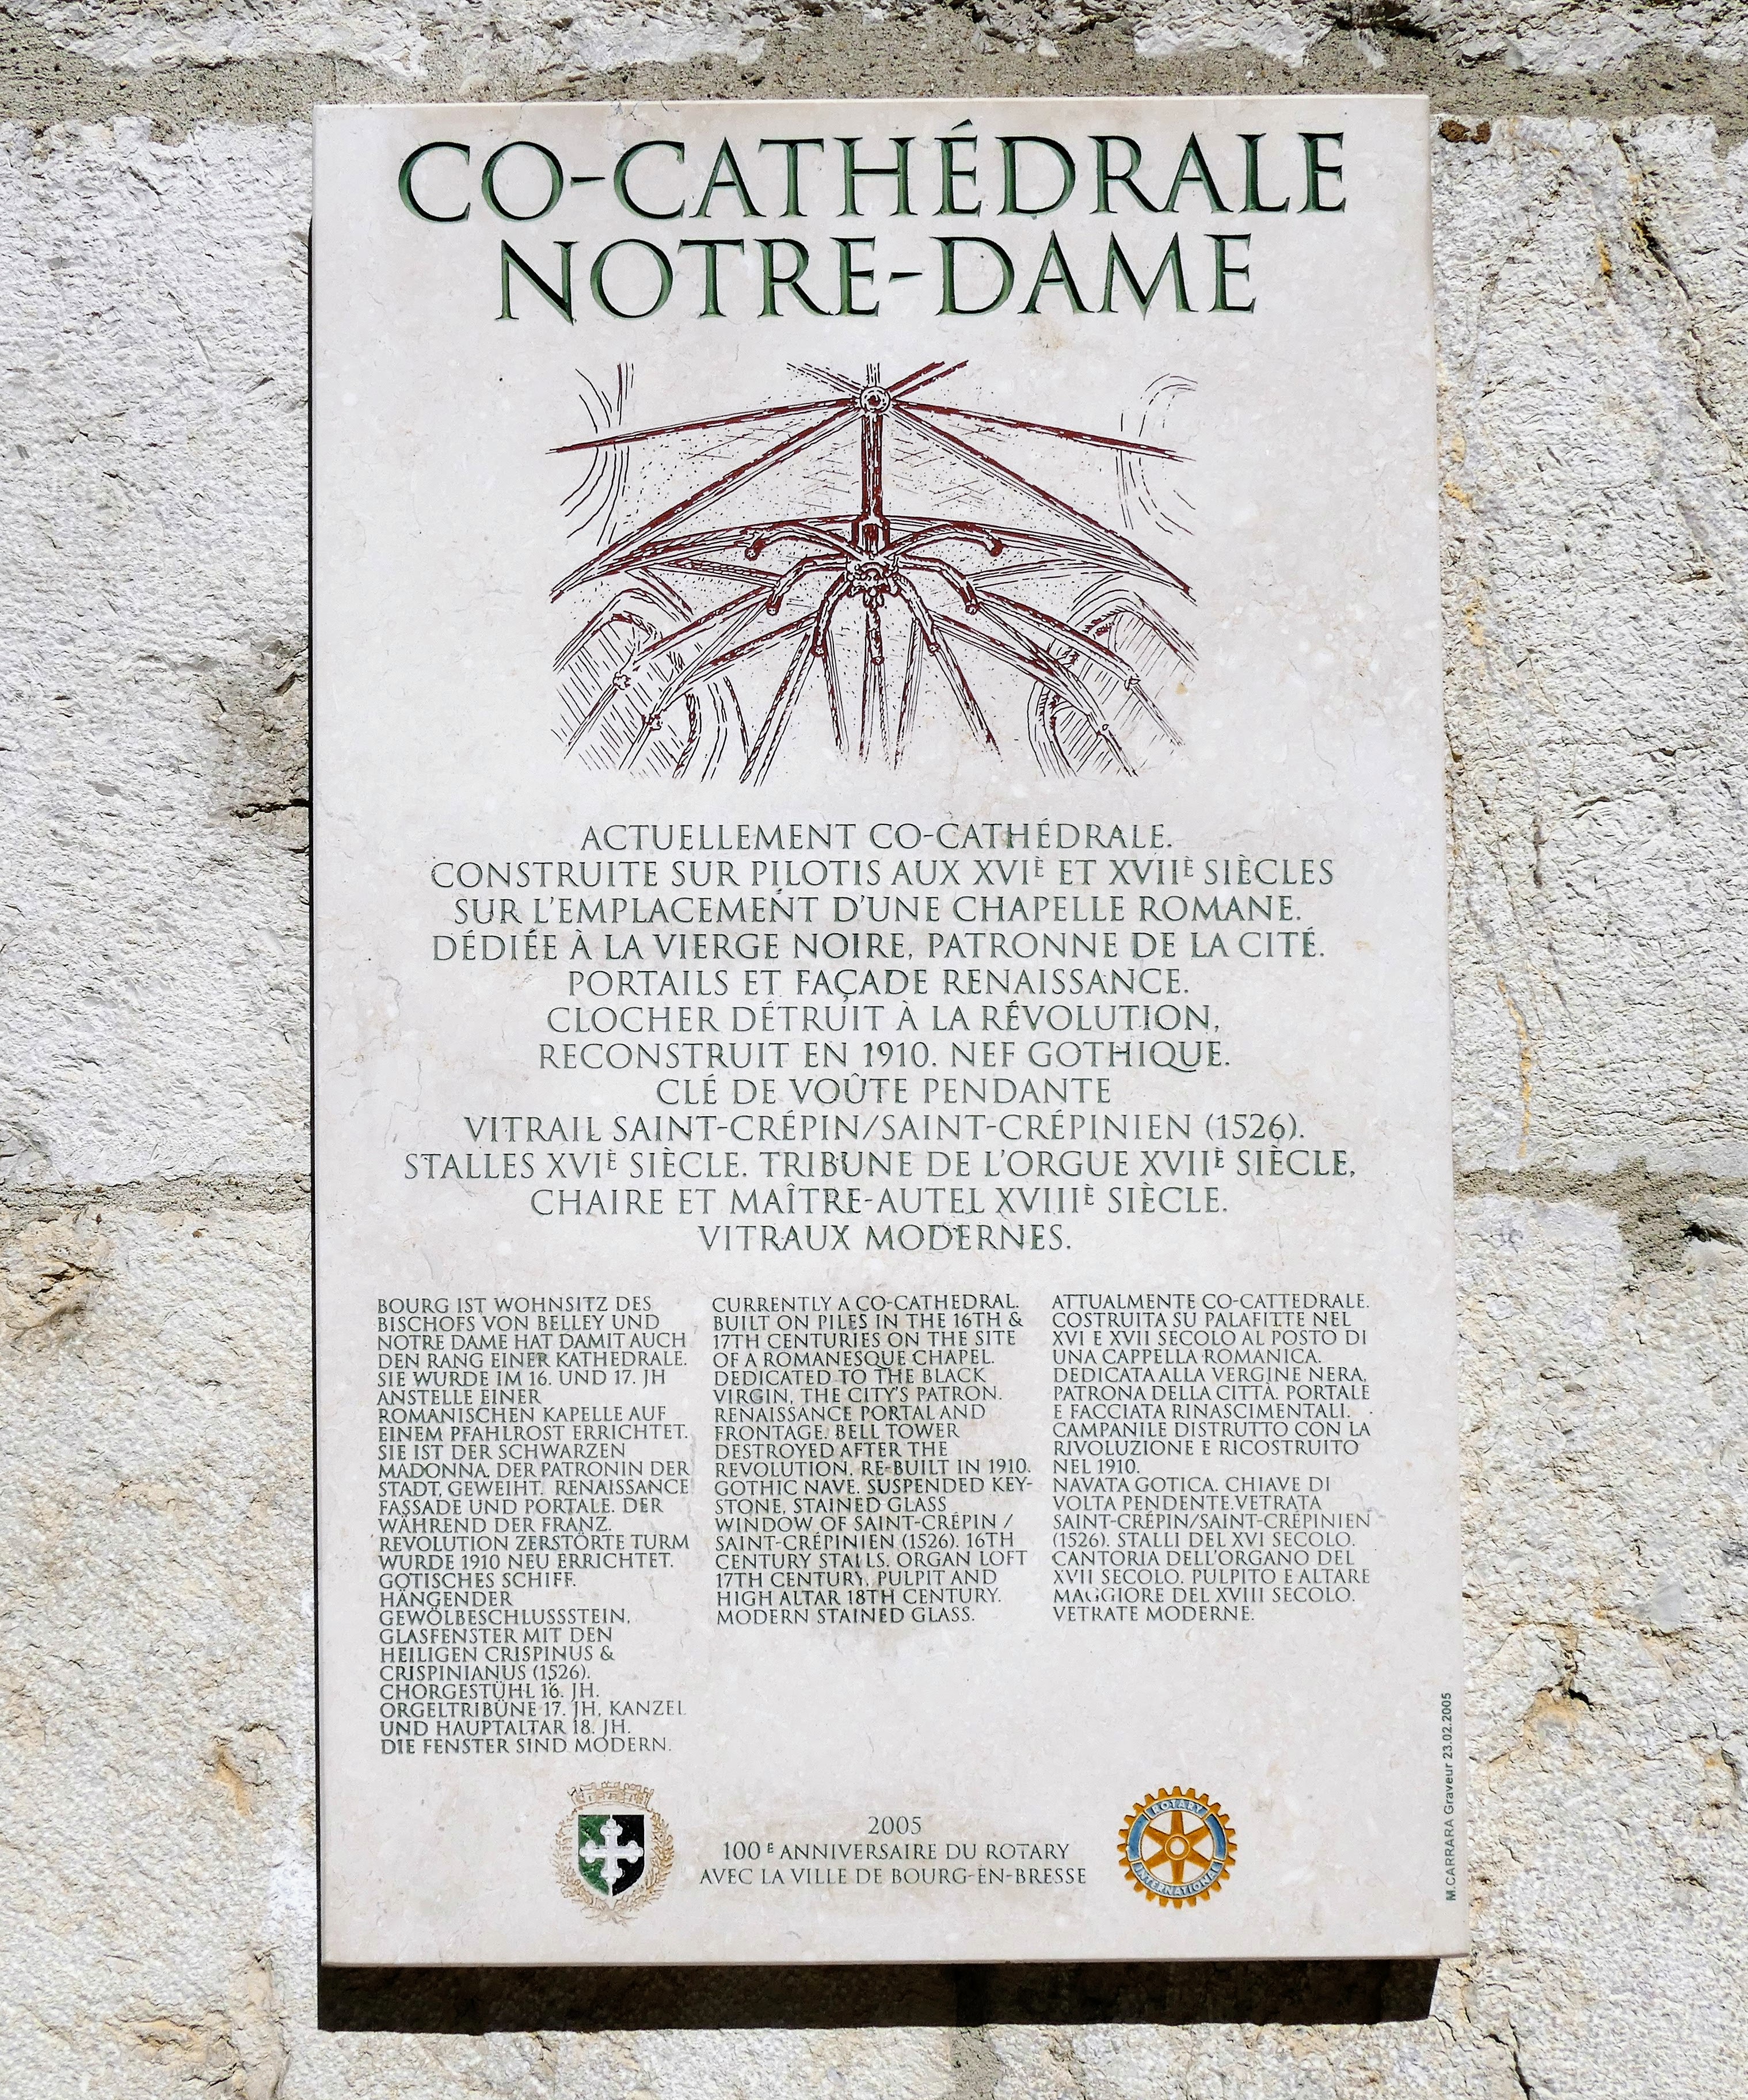 CO-CATHÉDRALE
NOTRE-DAME
ACTUELLEMENT CO-CATHÉDRALE.
CONSTRUITE SUR PILOTIS AUX XVIÈ ET XVIIÈ SIÈCLES
SUR L'EMPLACEMENT D'UNE CHAPELLE ROMANE.
DÉDIÉE À LA VIERGE NOIRE, PATRONNE DE LA CITÉ.
PORTAILS ET FAÇADE RENAISSANCE.
CLOCHER DÉTRUIT À LA RÉVOLUTION,
RECONSTRUIT EN 1910. NEF GOTHIQUE.
CLÉ DE VOÛTE PENDANTE
VITRAIL SAINT-CRÉPIN/SAINT-CRÉPINIEN (1526).
STALLES XVIÈ SIÈCLE. TRIBUNE DE L'ORGUE XVIIÈ SIÈCLE,
CHAIRE ET MAÎTRE-AUTEL XVIIIÈ SIÈCLE.
VITRAUX MODERNES.
BOURG IST WOHNSITZ DES
BISCHOFS VON BELLEY UND
NOTRE DAME HAT DAMIT AUCH
DEN RANG EINER KATHEDRALE.
SIE WURDE IM 16. UND 17. JH
ANSTELLE EINER
ROMANISCHEN KAPELLE AUF
EINEM PFAHLROST ERRICHTET.
SIE IST DER SCHWARZEN
MADONNA, DER PATRONIN DER
STADT, GEWEIHT. RENAISSANCE
FASSADE UND PORTALE. DER
WÄHREND DER FRANZ.
REVOLUTION ZERSTÖRTE TURM
WURDE 1910 NEU ERRICHTET.
GOTISCHES SCHIFF.
HÄNGENDER
GEWÖLBESCHLUSSSTEIN,
GLASFENSTER MIT DEN
HEILIGEN CRISPINUS &
CRISPINIANUS (1526).
CHORGESTÜHL 16. JH.
ORGELTRIBÜNE 17. JH, KANZEL
UND HAUPTALTAR 18. JH.
DIE FENSTER SIND MODERN.
CURRENTLY A CO-CATHEDRAL.
BUILT ON PILES IN THE 16TH &
17TH CENTURIES ON THE SITE
OF A ROMANESQUE CHAPEL.
DEDICATED TO THE BLACK
VIRGIN, THE CITY'S PATRON.
RENAISSANCE PORTAL AND
FRONTAGE. BELL TOWER
DESTROYED AFTER THE
REVOLUTION, RE-BUILT IN 1910.
GOTHIC NAVE. SUSPENDED KEY-
STONE, STAINED GLASS
WINDOW OF SAINT-CRÉPIN /
SAINT-CRÉPINIEN (1526). 16TH
CENTURY STALLS. ORGAN LOFT
17TH CENTURY, PULPIT AND
HIGH ALTAR 18TH CENTURY.
MODERN STAINED GLASS.
ATTUALMENTE CO-CATTEDRALE.
COSTRUITA SU PALAFITTE NEL
XVI E XVII SECOLO AL POSTO DI
UNA CAPPELLA ROMANICA.
DEDICATA ALLA VERGINE NERA,
PATRONA DELLA CITTÀ. PORTALE
E FACCIATA RINASCIMENTALI.
CAMPANILE DISTRUTTO CON LA
RIVOLUZIONE E RICOSTRUITO
NEL 1910.
NAVATA GOTICA. CHIAVE DI
VOLTA PENDENTE.VETRATA
SAINT-CRÉPIN/SAINT-CRÉPINIEN
(1526). STALLI DEL XVI SECOLO.
CANTORIA DELL'ORGANO DEL
XVII SECOLO. PULPITO E ALTARE
MAGGIORE DEL XVIII SECOLO.
VETRATE MODERNE.
2005
100E ANNIVERSAIRE DU ROTARY
AVEC LA VILLE DE BOURG-EN-BRESSE
ROTARY
INTERNATIONAL
M.CARRARA Graveur 23.02.2005